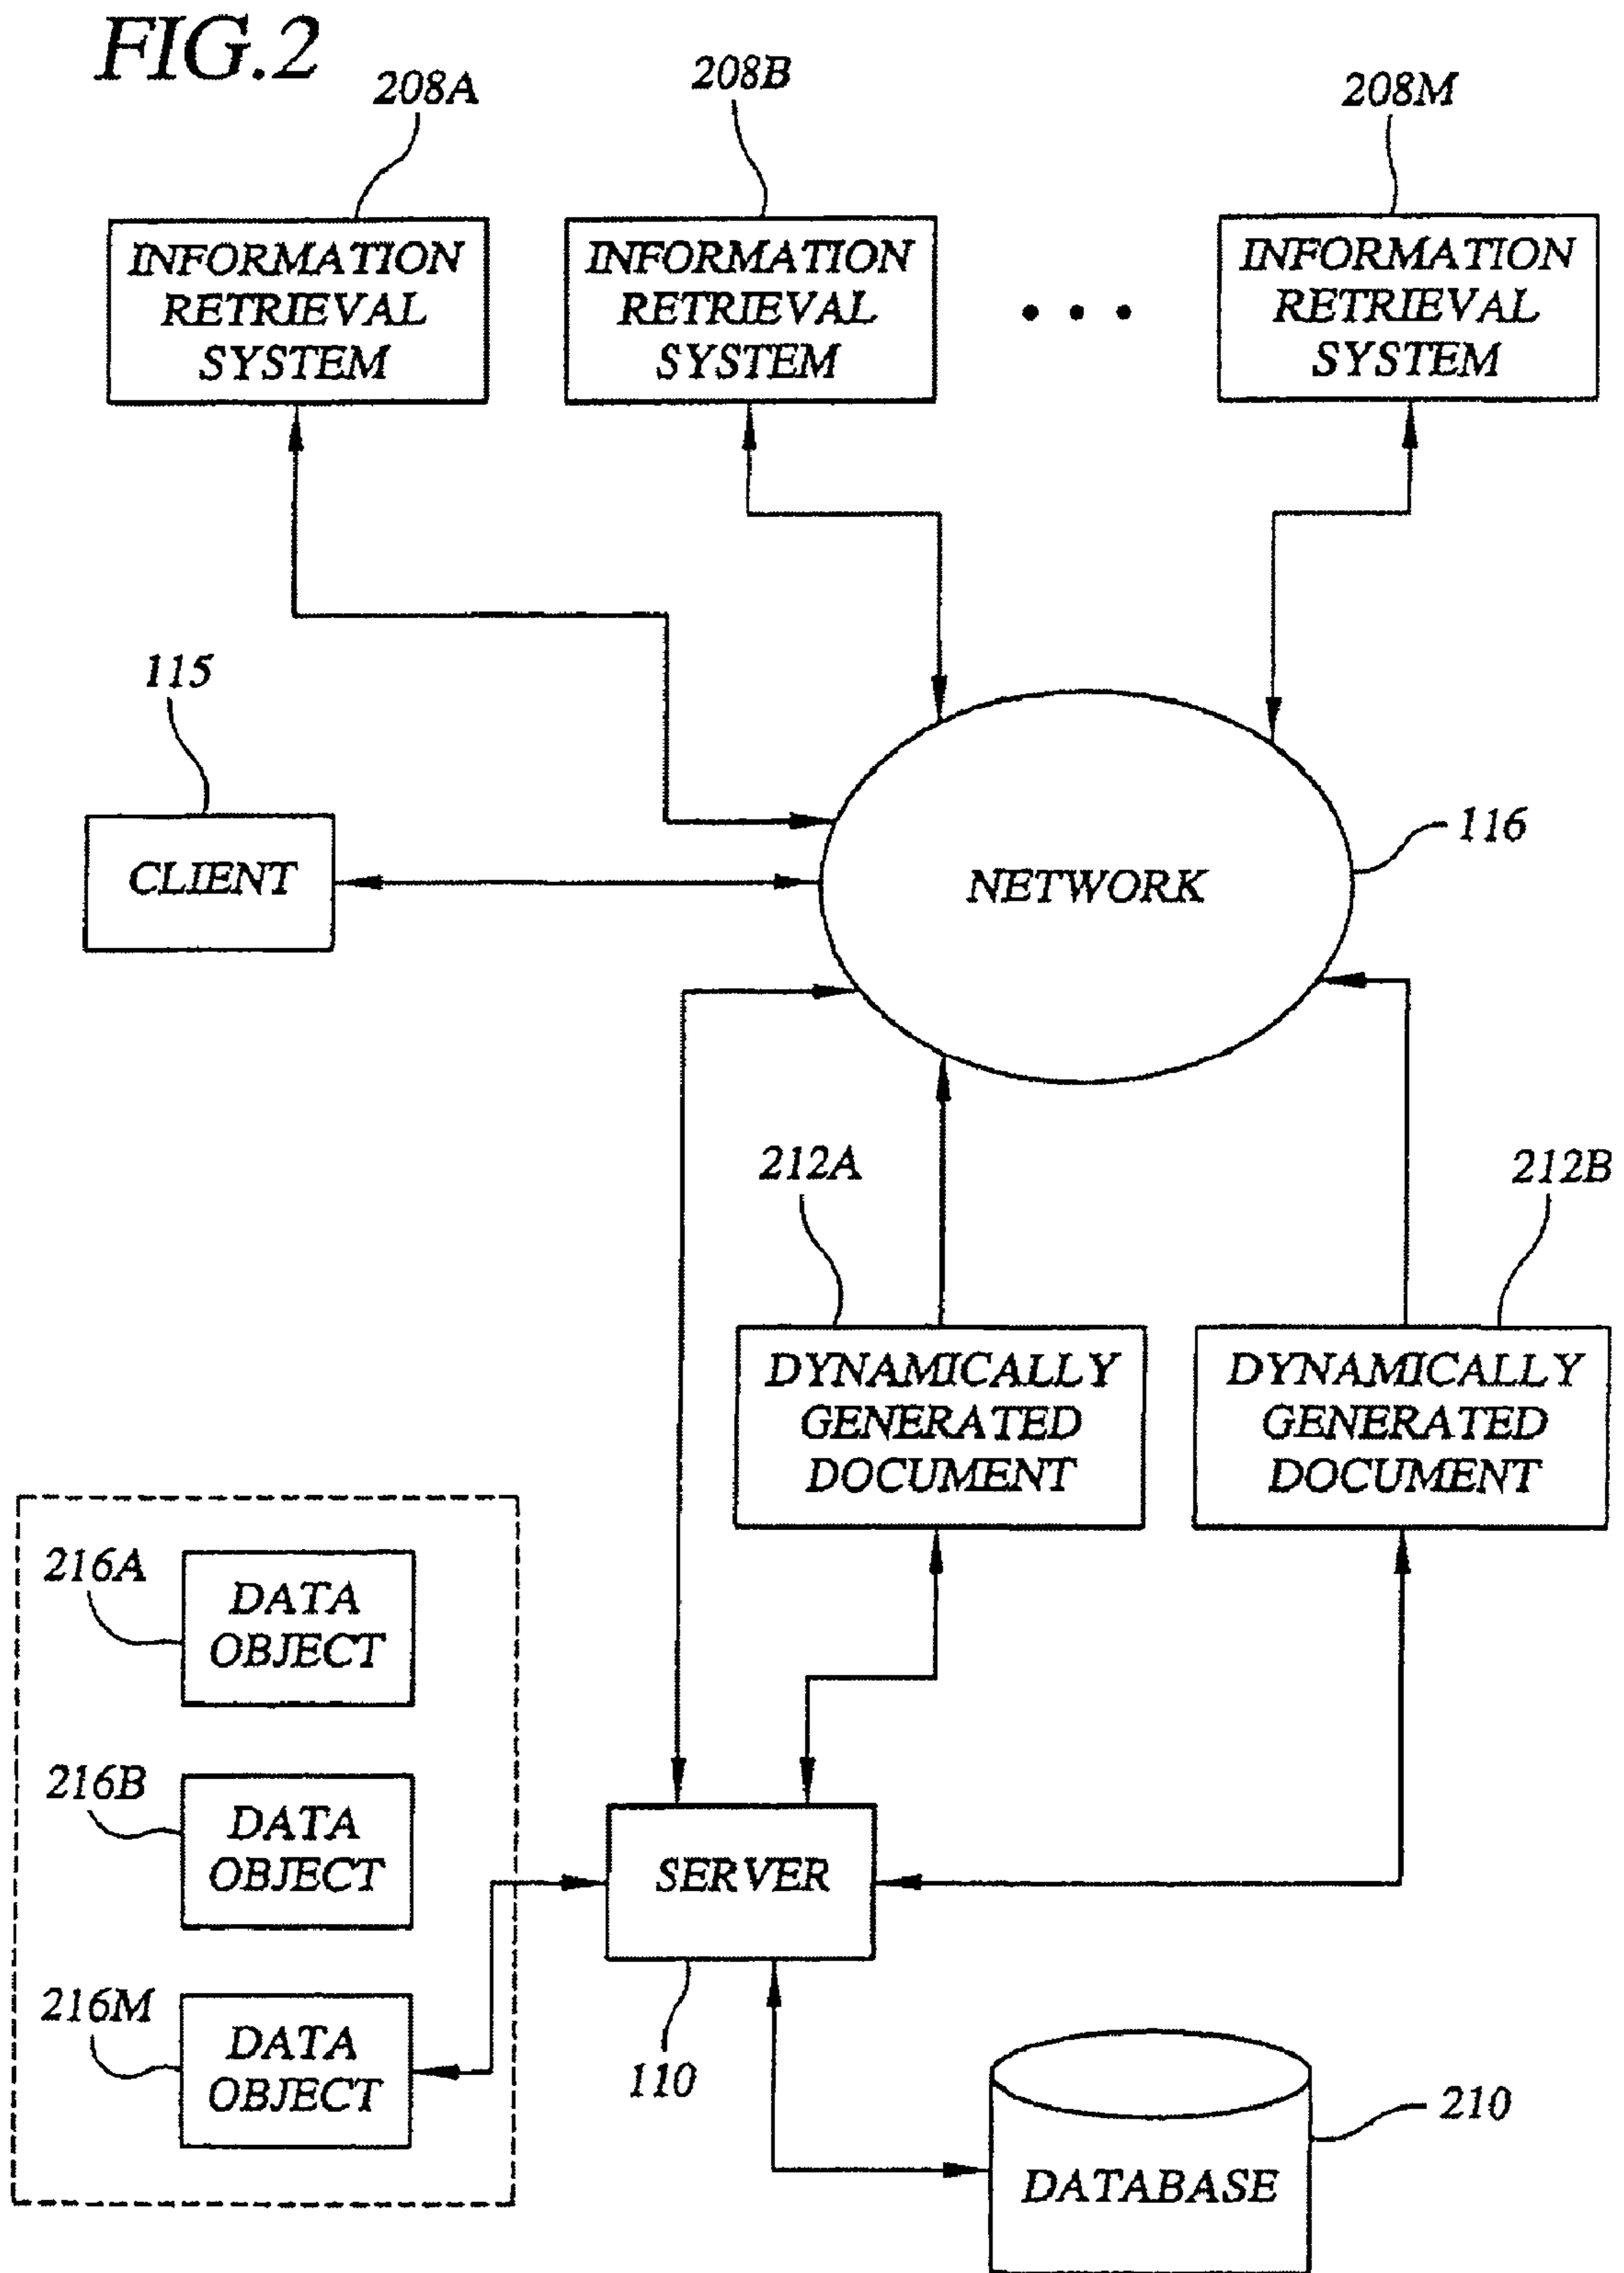 FIG.2
208A
208B
208M
INFORMATION
RETRIEVAL
SYSTEM
INFORMATION
RETRIEVAL
SYSTEM
INFORMATION
RETRIEVAL
SYSTEM
115
CLIENT
NETWORK
116
212A
212B
DYNAMICALLY
GENERATED
DOCUMENT
DYNAMICALLY
GENERATED
DOCUMENT
216A
DATA
OBJECT
216B
DATA
OBJECT
216M
DATA
OBJECT
SERVER
110
DATABASE
210